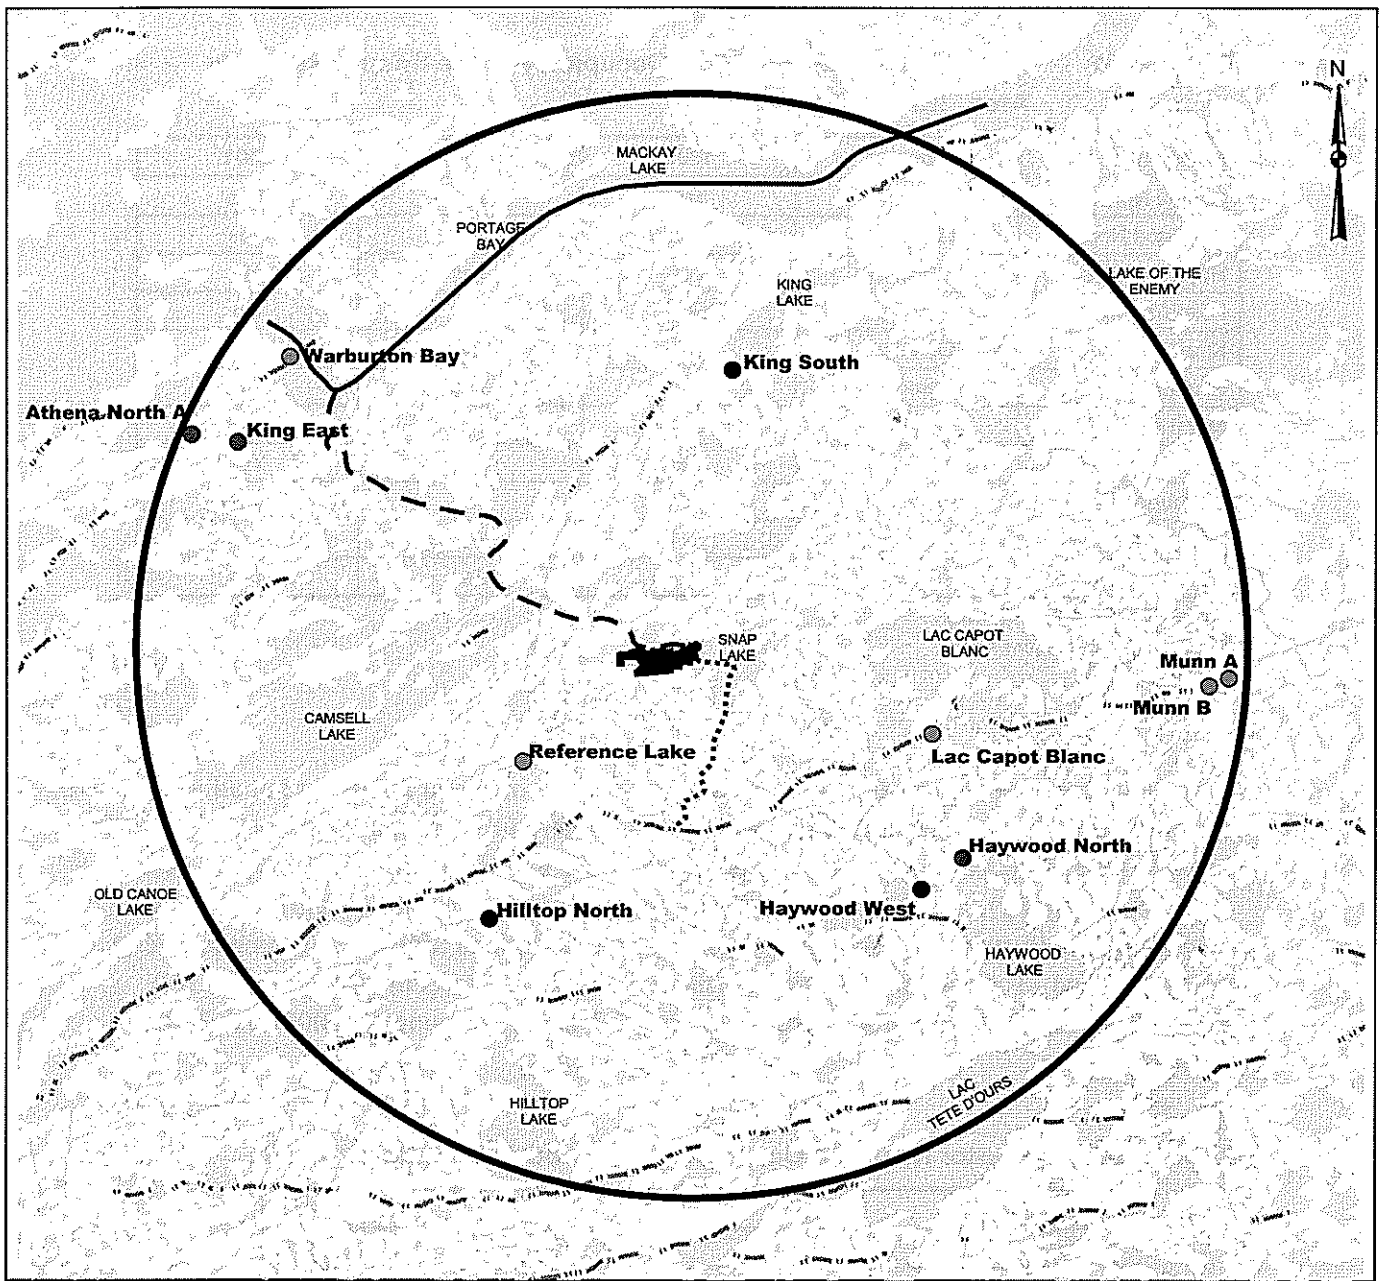 N
MACKAY
LAKE
PORTAGE
BAY
LAKE OF THE
ENEMY
KING
LAKE
Warburton Bay
King South
Athena North A
King East
SNAP
LAKE
LAC CAPOT
BLANC
Munn A
Munn B
CAMSELL
LAKE
Reference Lake
Lac Capot Blanc
Haywood North
OLD CANOE
LAKE
Hilltop North
Haywood West
HAYWOOD
LAKE
HILLTOP
LAKE
LAC
TETE D'OURS